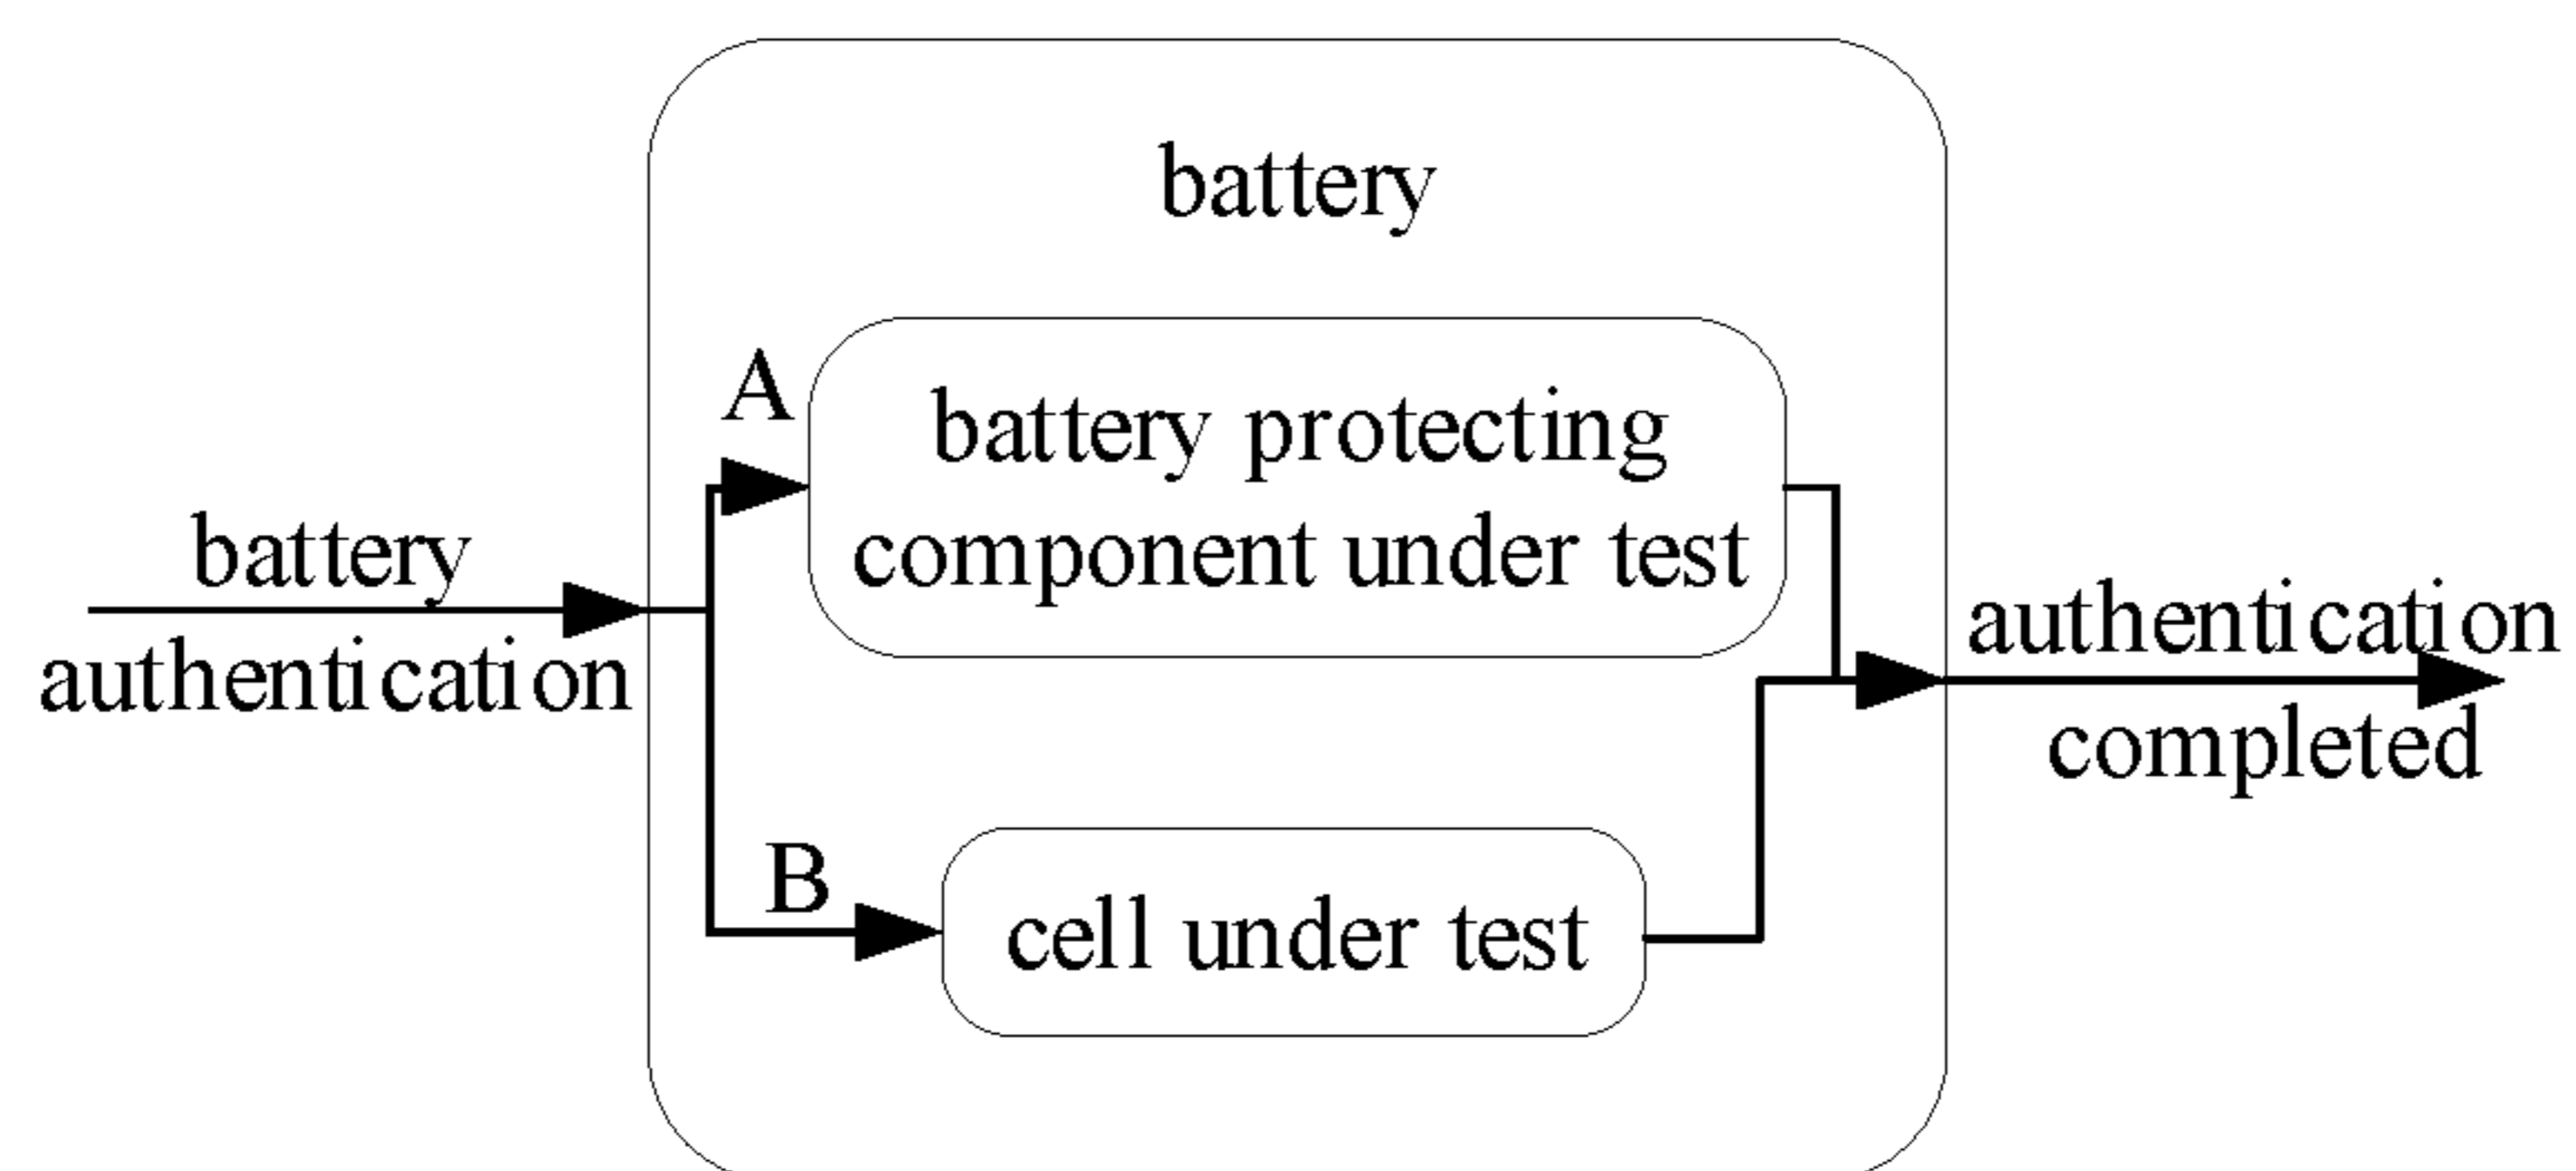 battery
A
battery protecting
component under test
battery
authentication
authentication
completed
B
cell under test